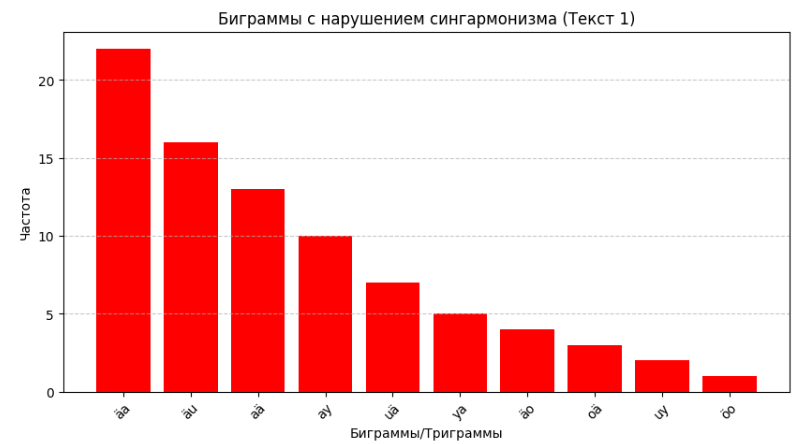 Биграммы с нарушением сингармонизма (Текст 1)
Частота
20
15
10
5
0
äa
äu
aä
ay
uä
ya
äo
oä
uy
öo
Биграммы/Триграммы